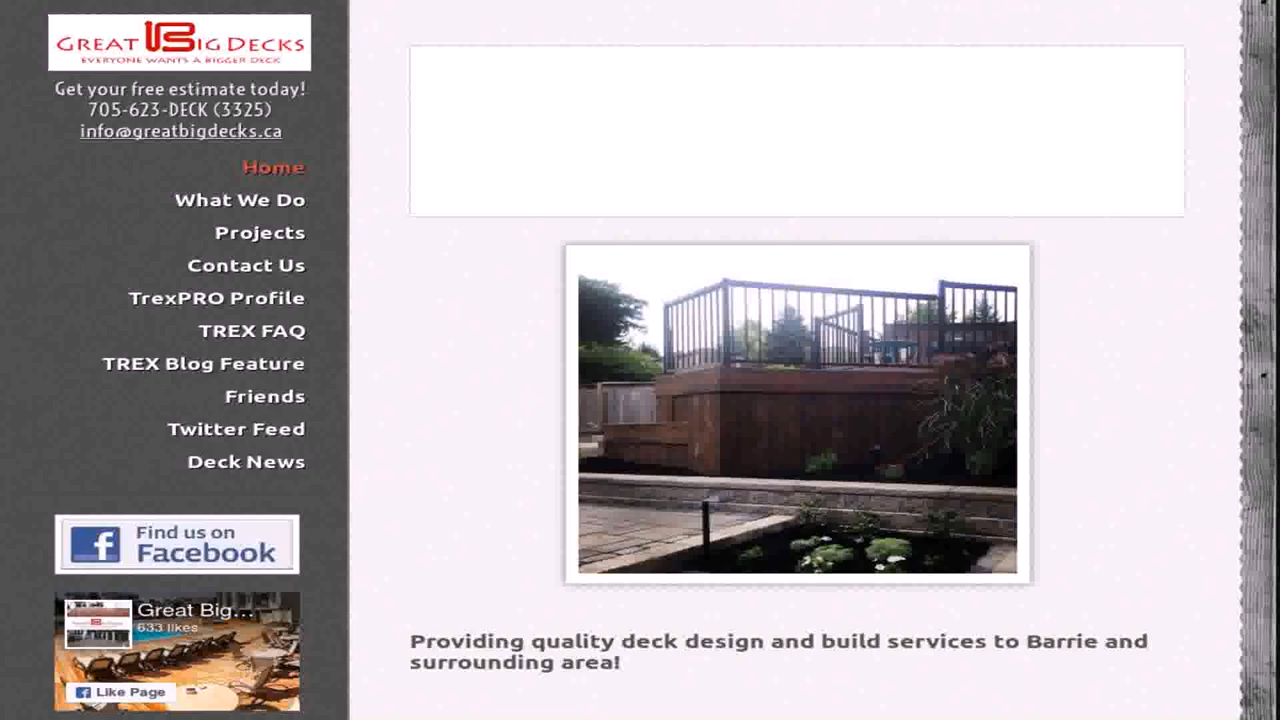 GREAT BIG DECKS
EVERYONE WANTS A BIGGER DECK
Get your free estimate today!
705-623-DECK (3325)
info@greatbigdecks.ca
Home
What We Do
Projects
Contact Us
TrexPRO Profile
TREX FAQ
TREX Blog Feature
Friends
Twitter Feed
Deck News
Find us on
Facebook
Great Big...
633 likes
Like Page
Providing quality deck design and build services to Barrie and
surrounding area!